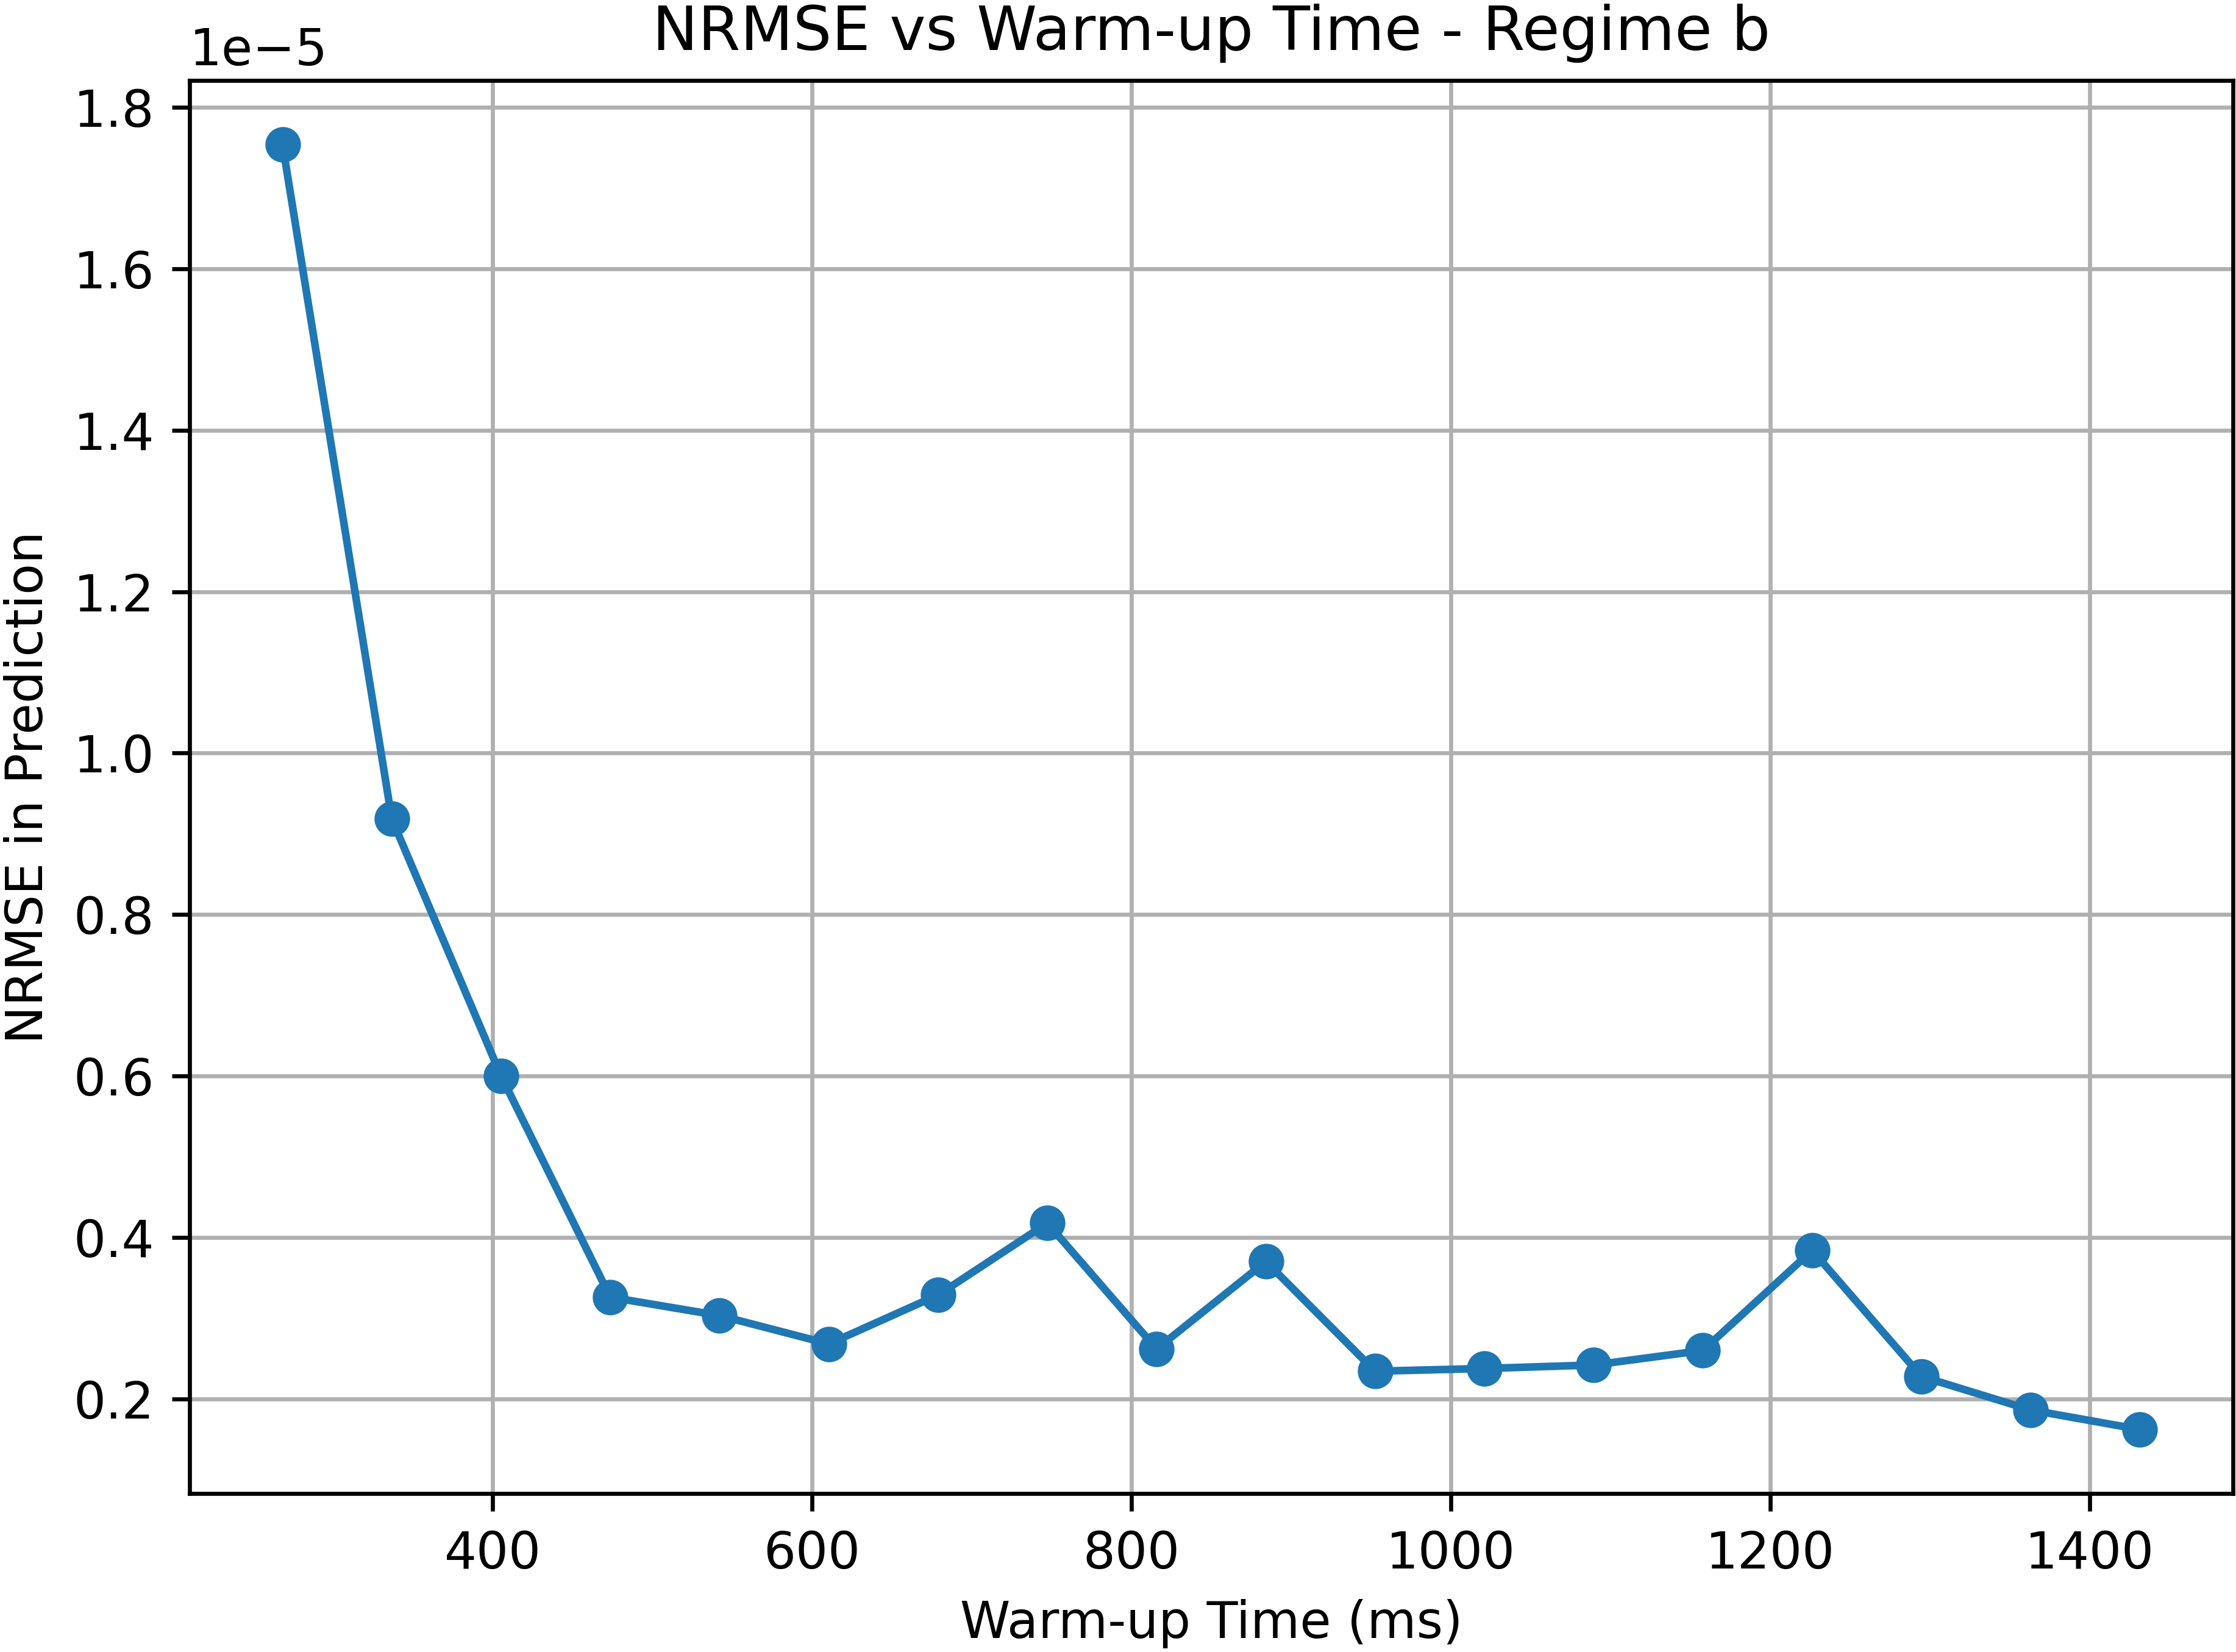 NRMSE vs Warm-up Time - Regime b
1e−5
1.8
1.6
1.4
1.2
1.0
0.8
0.6
0.4
0.2
NRMSE in Prediction
400 600 800 1000 1200 1400
Warm-up Time (ms)